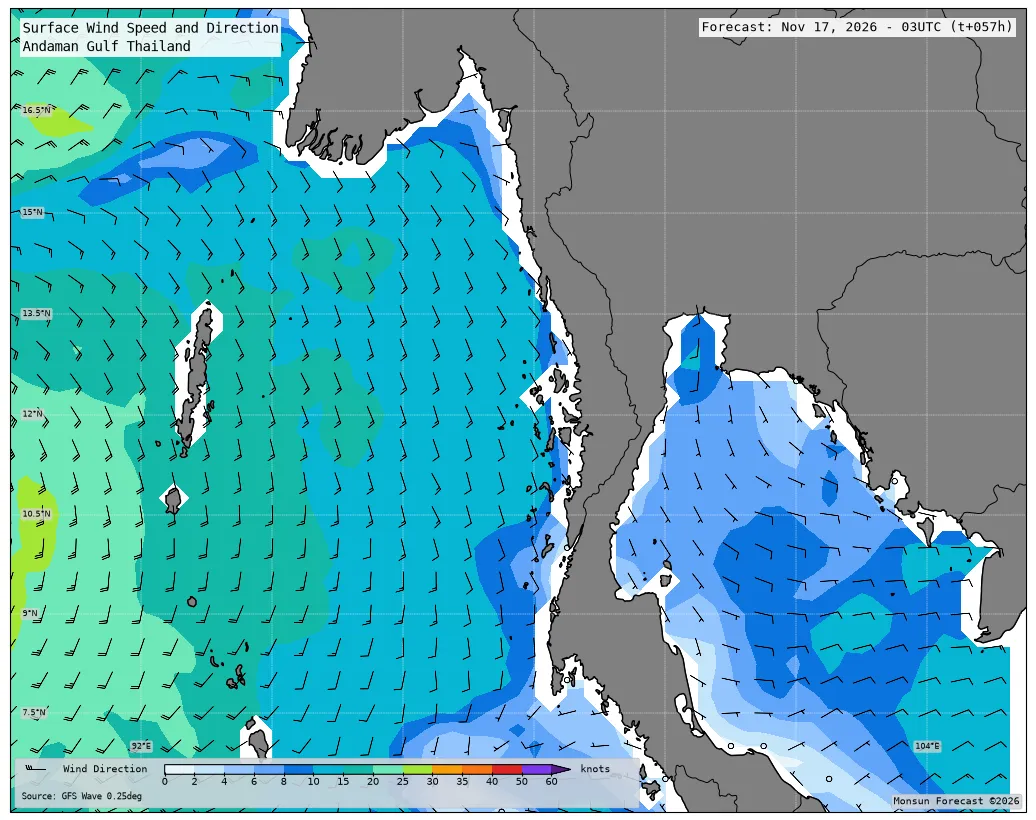 Surface Wind Speed and Direction
Andaman Gulf Thailand
Forecast: Nov 17, 2026 - 03UTC (t+057h)
16.5°N
15°N
13.5°N
12°N
10.5°N
9°N
7.5°N
92°E
104°E
Wind Direction
knots
0 2 4 6 8 10 15 20 25 30 35 40 50 60
Source: GFS Wave 0.25deg
Monsun Forecast ©2026